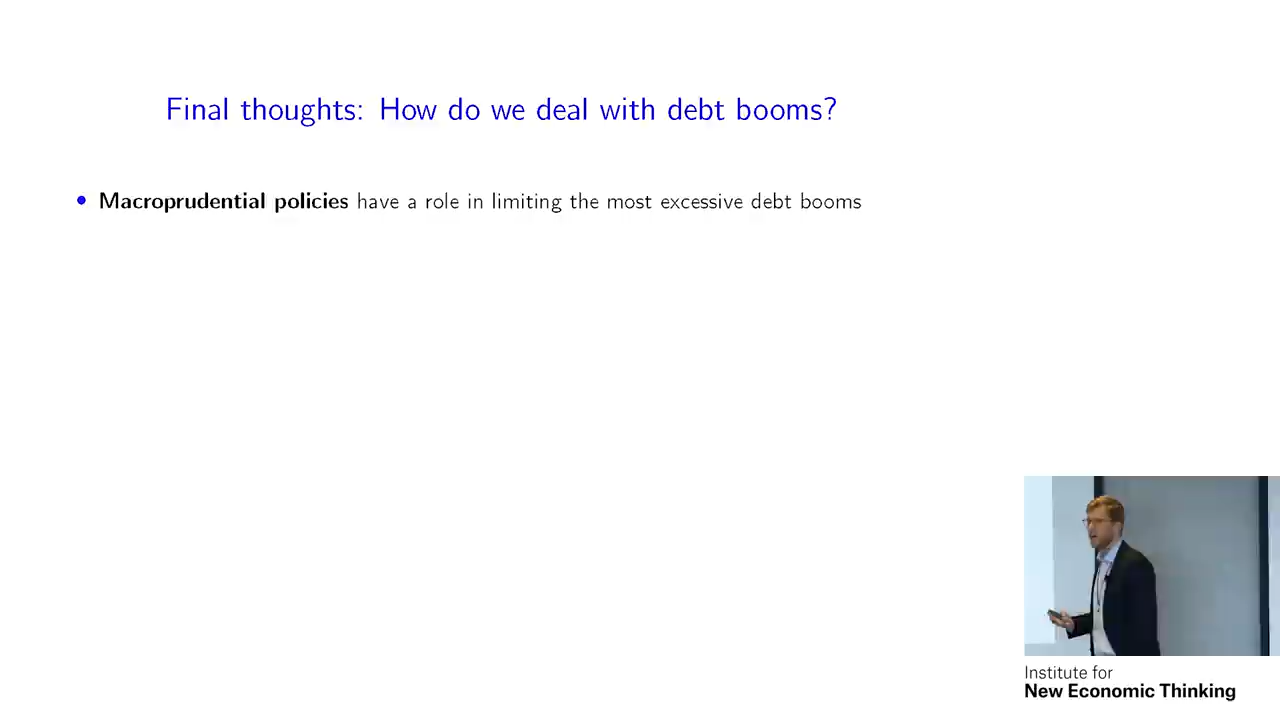 Final thoughts: How do we deal with debt booms?
• Macroprudential policies have a role in limiting the most excessive debt booms
Institute for
New Economic Thinking